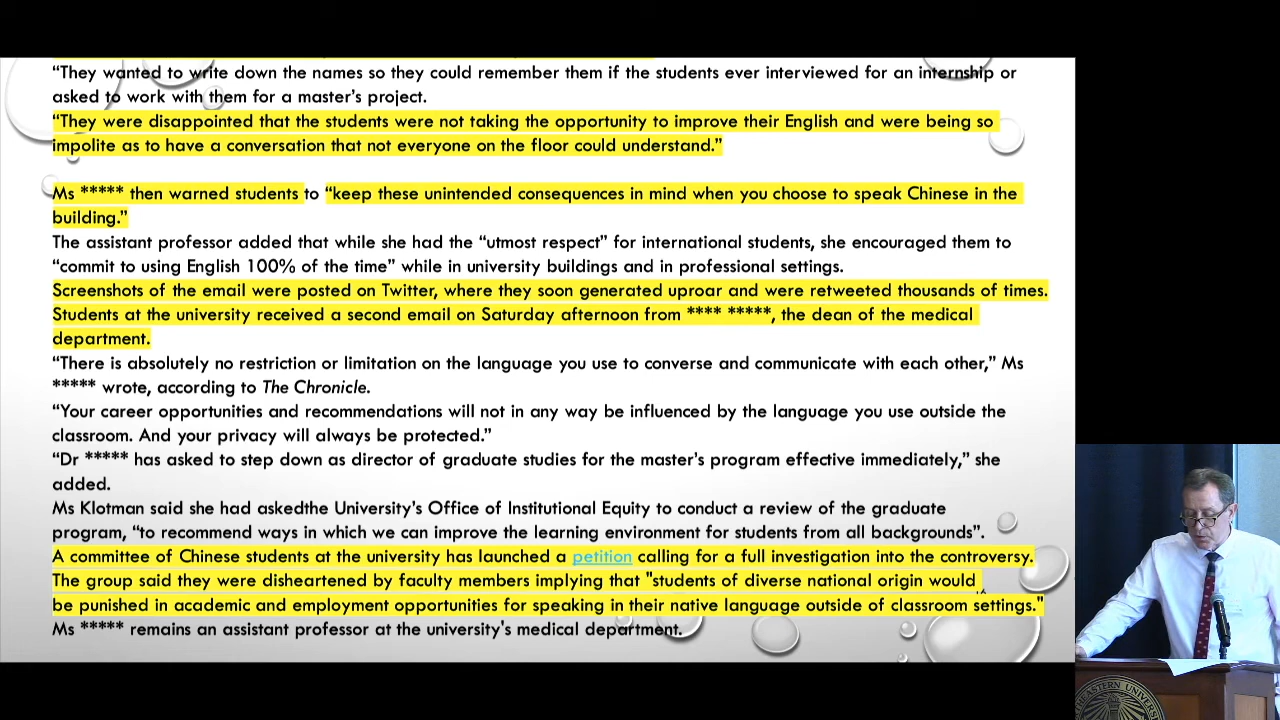 “They wanted to write down the names so they could remember them if the students ever interviewed for an internship or
asked to work with them for a master’s project.
“They were disappointed that the students were not taking the opportunity to improve their English and were being so
impolite as to have a conversation that not everyone on the floor could understand.”
Ms ***** then warned students to “keep these unintended consequences in mind when you choose to speak Chinese in the
building.”
The assistant professor added that while she had the “utmost respect” for international students, she encouraged them to
“commit to using English 100% of the time” while in university buildings and in professional settings.
Screenshots of the email were posted on Twitter, where they soon generated uproar and were retweeted thousands of times.
Students at the university received a second email on Saturday afternoon from **** *****, the dean of the medical
department.
“There is absolutely no restriction or limitation on the language you use to converse and communicate with each other,” Ms
***** wrote, according to The Chronicle.
“Your career opportunities and recommendations will not in any way be influenced by the language you use outside the
classroom. And your privacy will always be protected.”
“Dr ***** has asked to step down as director of graduate studies for the master’s program effective immediately,” she
added.
Ms Klotman said she had askedthe University’s Office of Institutional Equity to conduct a review of the graduate
program, “to recommend ways in which we can improve the learning environment for students from all backgrounds”.
A committee of Chinese students at the university has launched a petition calling for a full investigation into the controversy.
The group said they were disheartened by faculty members implying that "students of diverse national origin would
be punished in academic and employment opportunities for speaking in their native language outside of classroom settings."
Ms ***** remains an assistant professor at the university's medical department.